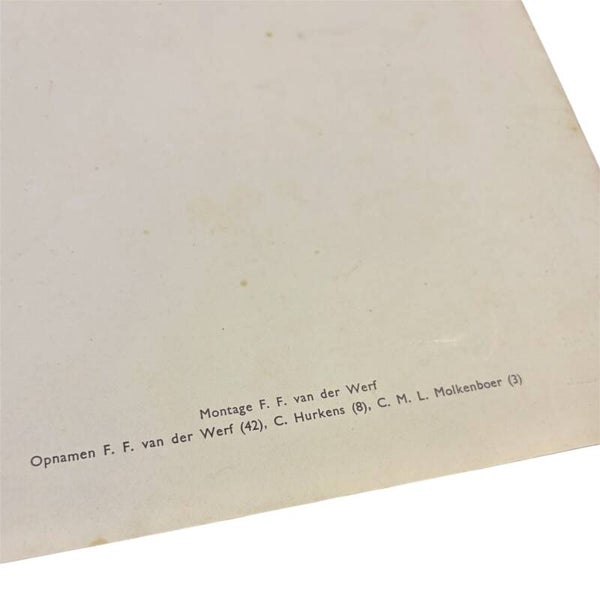 Montage F. F. van der Werf
Opnamen F. F. van der Werf (42), C. Hurkens (8), C. M. L. Molkenboer (3)